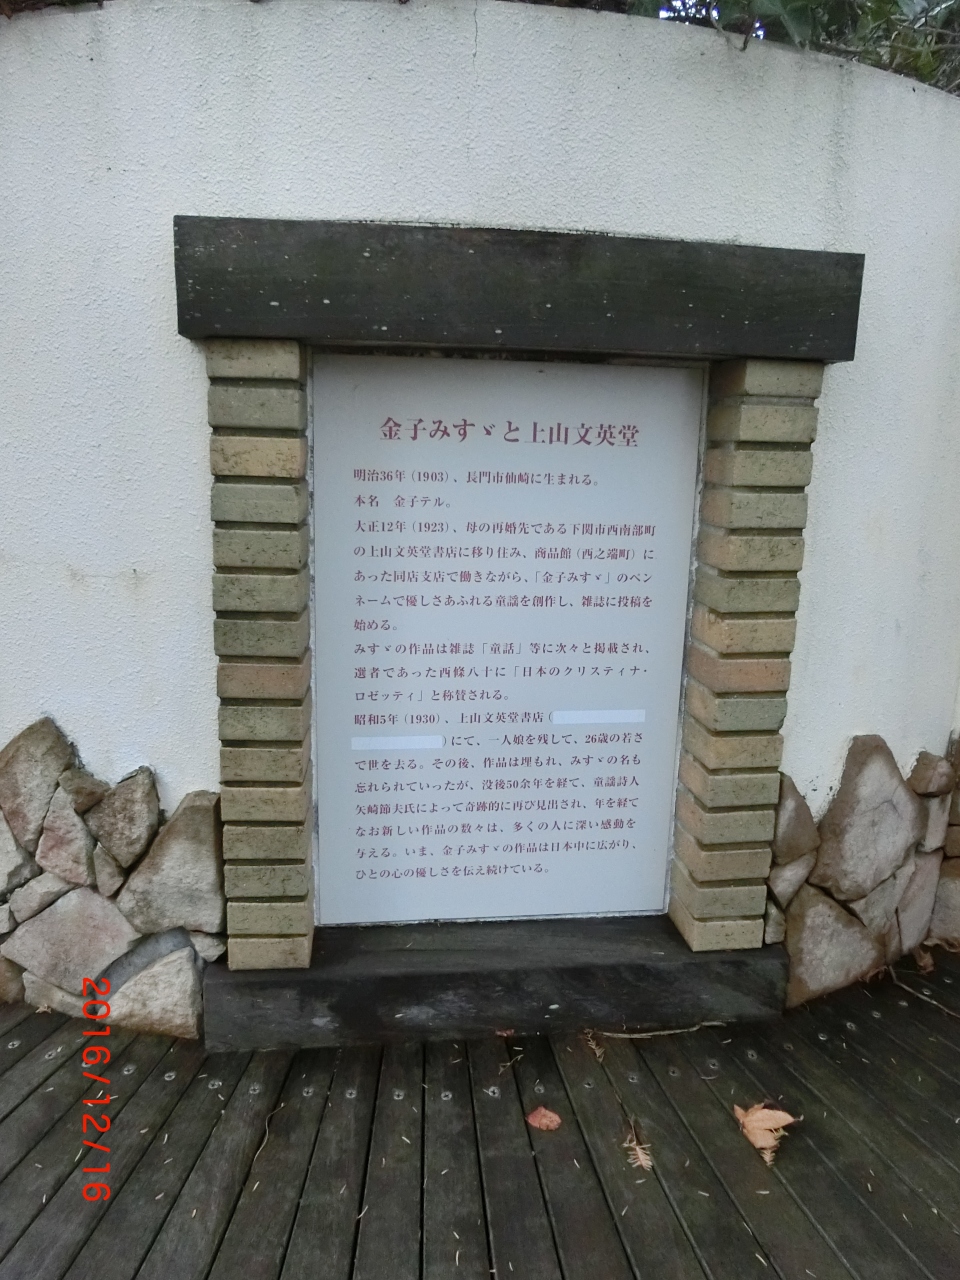 金子みすゞと上山文英堂
明治36年（1903）、長門市仙崎に生まれる。
本名　金子テル。
大正12年（1923）、母の再婚先である下関市西南部町
の上山文英堂書店に移り住み、商品館（西之端町）に
あった同店支店で働きながら、「金子みすゞ」のペン
ネームで優しさあふれる童謡を創作し、雑誌に投稿を
始める。
みすゞの作品は雑誌「童話」等に次々と掲載され、
選者であった西條八十に「日本のクリスティナ・
ロゼッティ」と称賛される。
昭和5年（1930）、上山文英堂書店（
）にて、一人娘を残して、26歳の若さ
で世を去る。その後、作品は埋もれ、みすゞの名も
忘れられていったが、没後50余年を経て、童謡詩人
矢崎節夫氏によって奇跡的に再び見出され、年を経て
なお新しい作品の数々は、多くの人に深い感動を
与える。いま、金子みすゞの作品は日本中に広がり、
ひとの心の優しさを伝え続けている。
2016/12/16